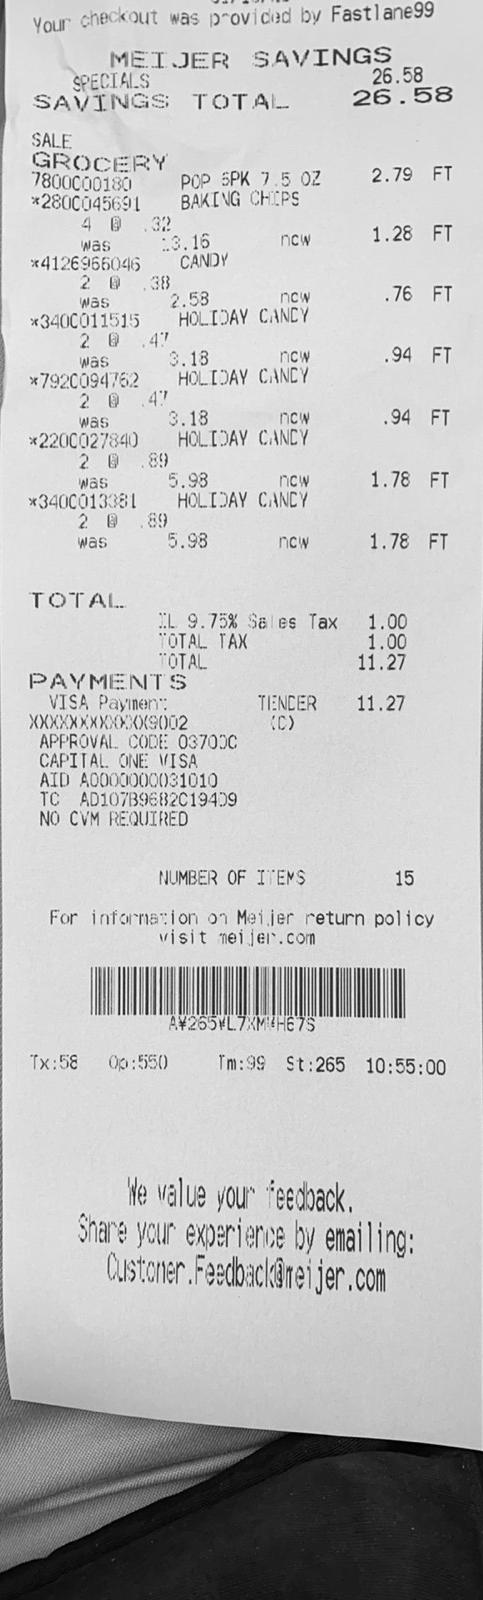 Your checkout was provided by Fastlane99
MEIJER SAVINGS
SPECIALS 26.58
SAVINGS TOTAL 26.58
SALE
GROCERY
7800000180 POP 6PK 7.5 OZ 2.79 FT
*2800045691 BAKING CHIPS
4 @ .32
was 13.16 now 1.28 FT
*4126966046 CANDY
2 @ .38
was 2.58 now .76 FT
*3400011515 HOLIDAY CANDY
2 @ .47
was 3.18 now .94 FT
*7920094762 HOLIDAY CANDY
2 @ .47
was 3.18 now .94 FT
*2200027840 HOLIDAY CANDY
2 @ .89
was 5.98 now 1.78 FT
*3400013381 HOLIDAY CANDY
2 @ .89
was 5.98 now 1.78 FT
TOTAL
IL 9.75% Sales Tax 1.00
TOTAL TAX 1.00
TOTAL 11.27
PAYMENTS
VISA Payment TENDER 11.27
XXXXXXXXXXXX9002 (C)
APPROVAL CODE 03700C
CAPITAL ONE VISA
AID A0000000031010
TC AD107B9682C194D9
NO CVM REQUIRED
NUMBER OF ITEMS 15
For information on Meijer return policy
visit meijer.com
Tx:58 Op:550 Tm:99 St:265 10:55:00
We value your feedback.
Share your experience by emailing:
Customer.Feedback@meijer.com